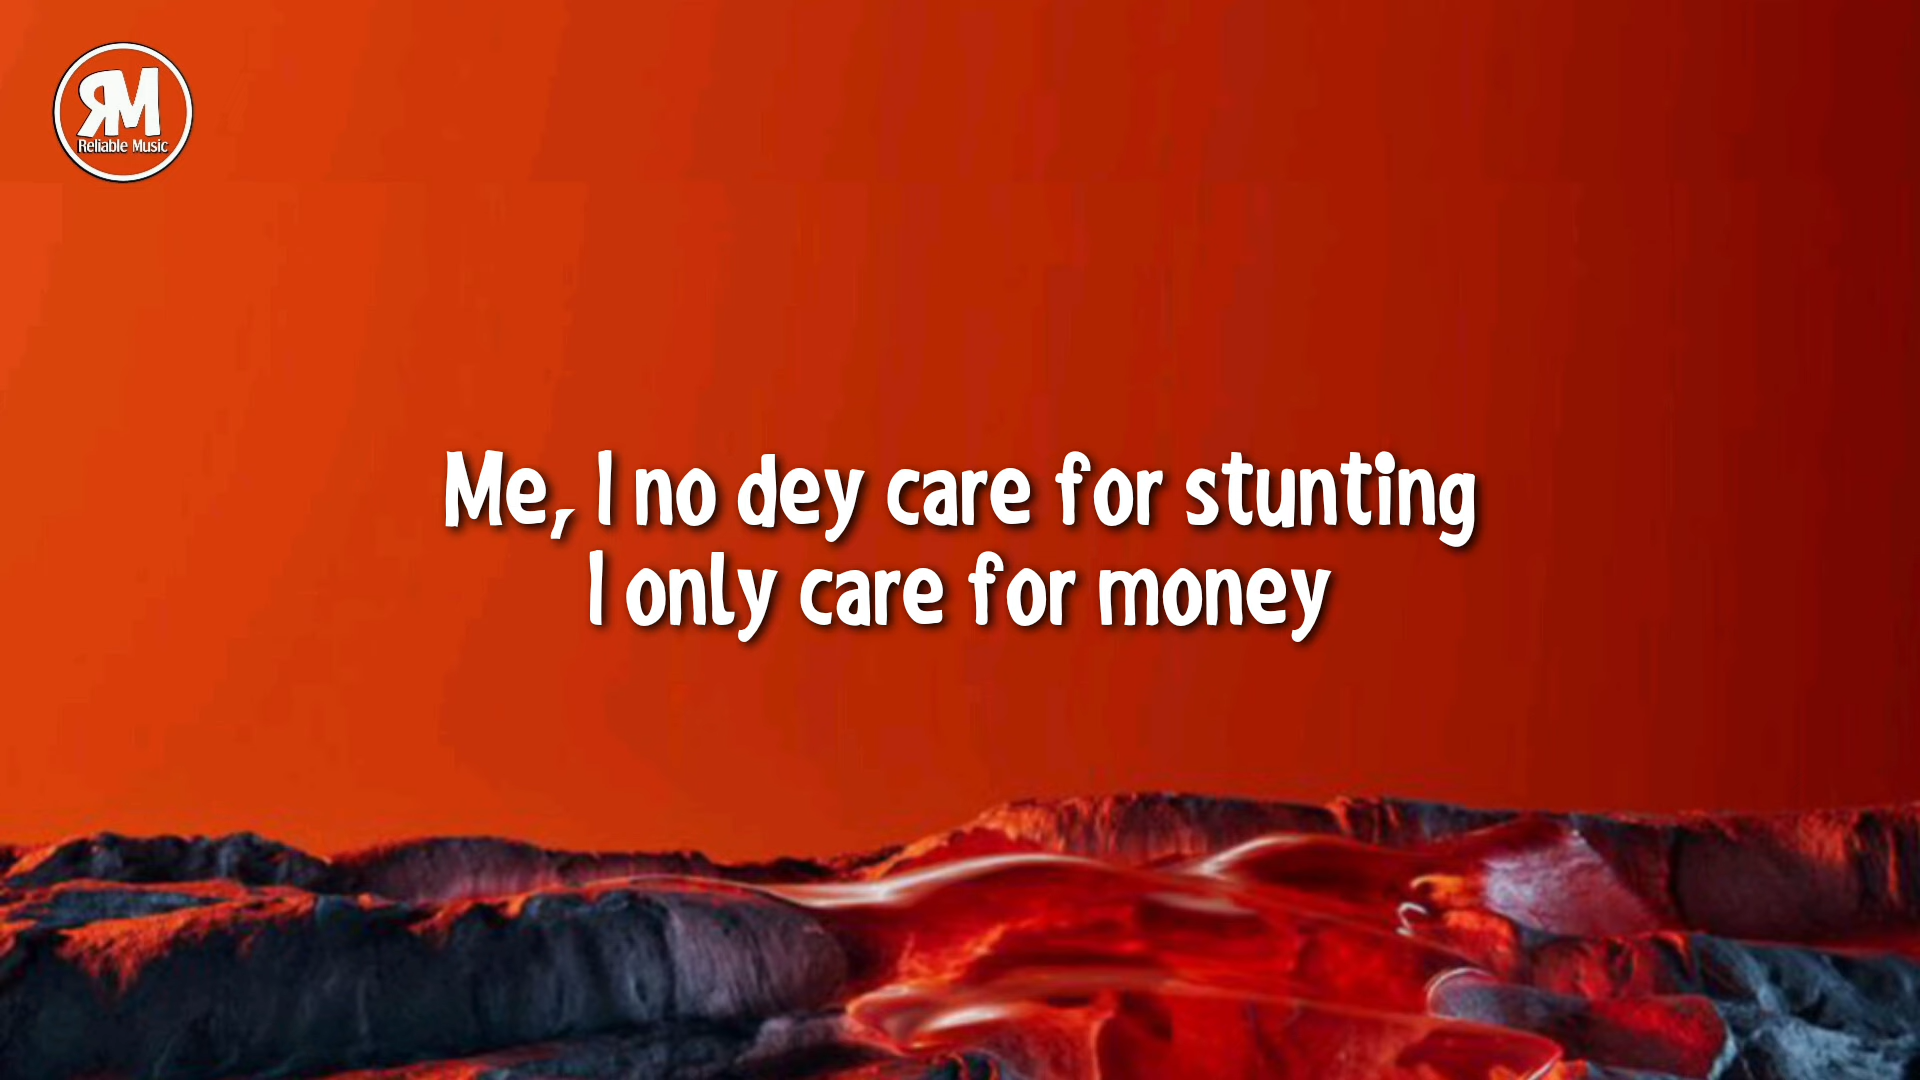 RM
Reliable Music
Me, I no dey care for stunting
I only care for money